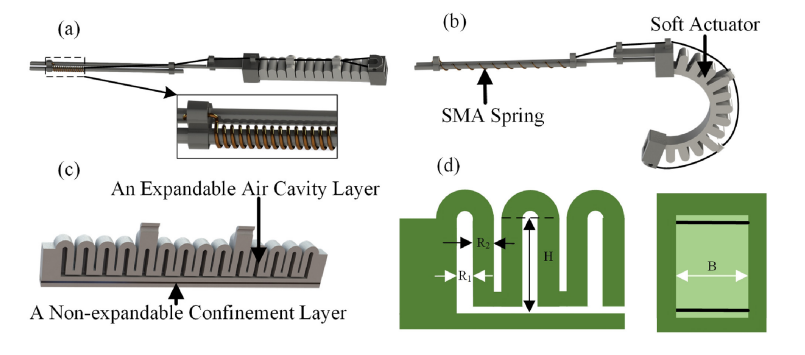 (a)
(b)
Soft Actuator
SMA Spring
(c)
(d)
An Expandable Air Cavity Layer
R₂
H
R₁
B
A Non-expandable Confinement Layer